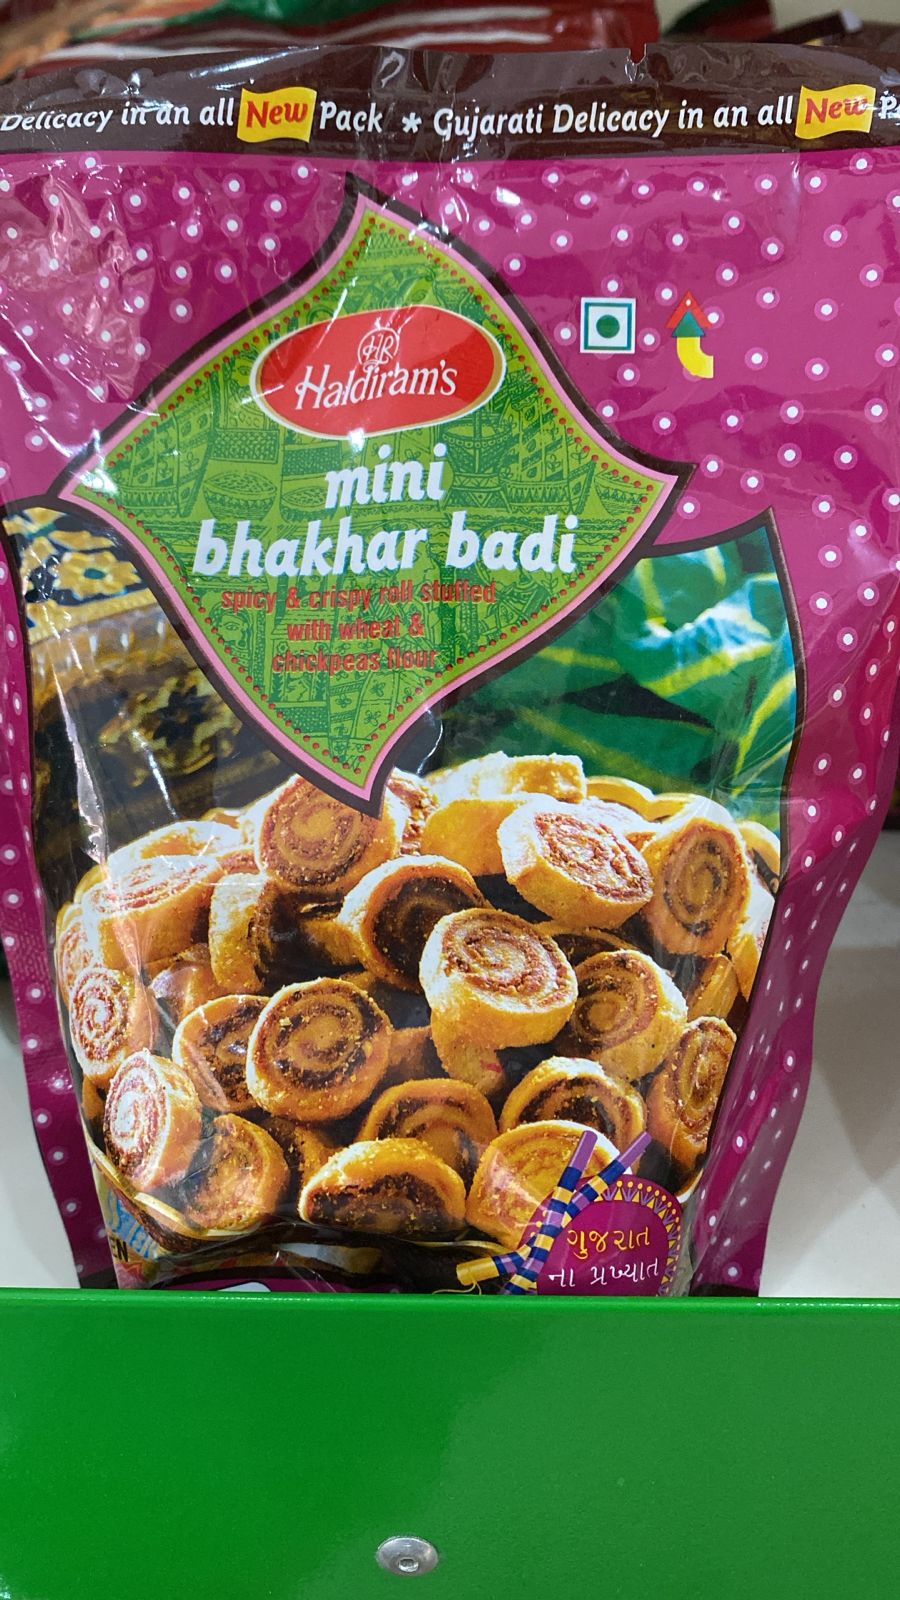 Delicacy in an all New Pack * Gujarati Delicacy in an all New P
HR
Haldiram's
mini
bhakhar badi
spicy & crispy roll stuffed
with wheat &
chickpeas flour
ગુજરાત
ના પ્રખ્યાત